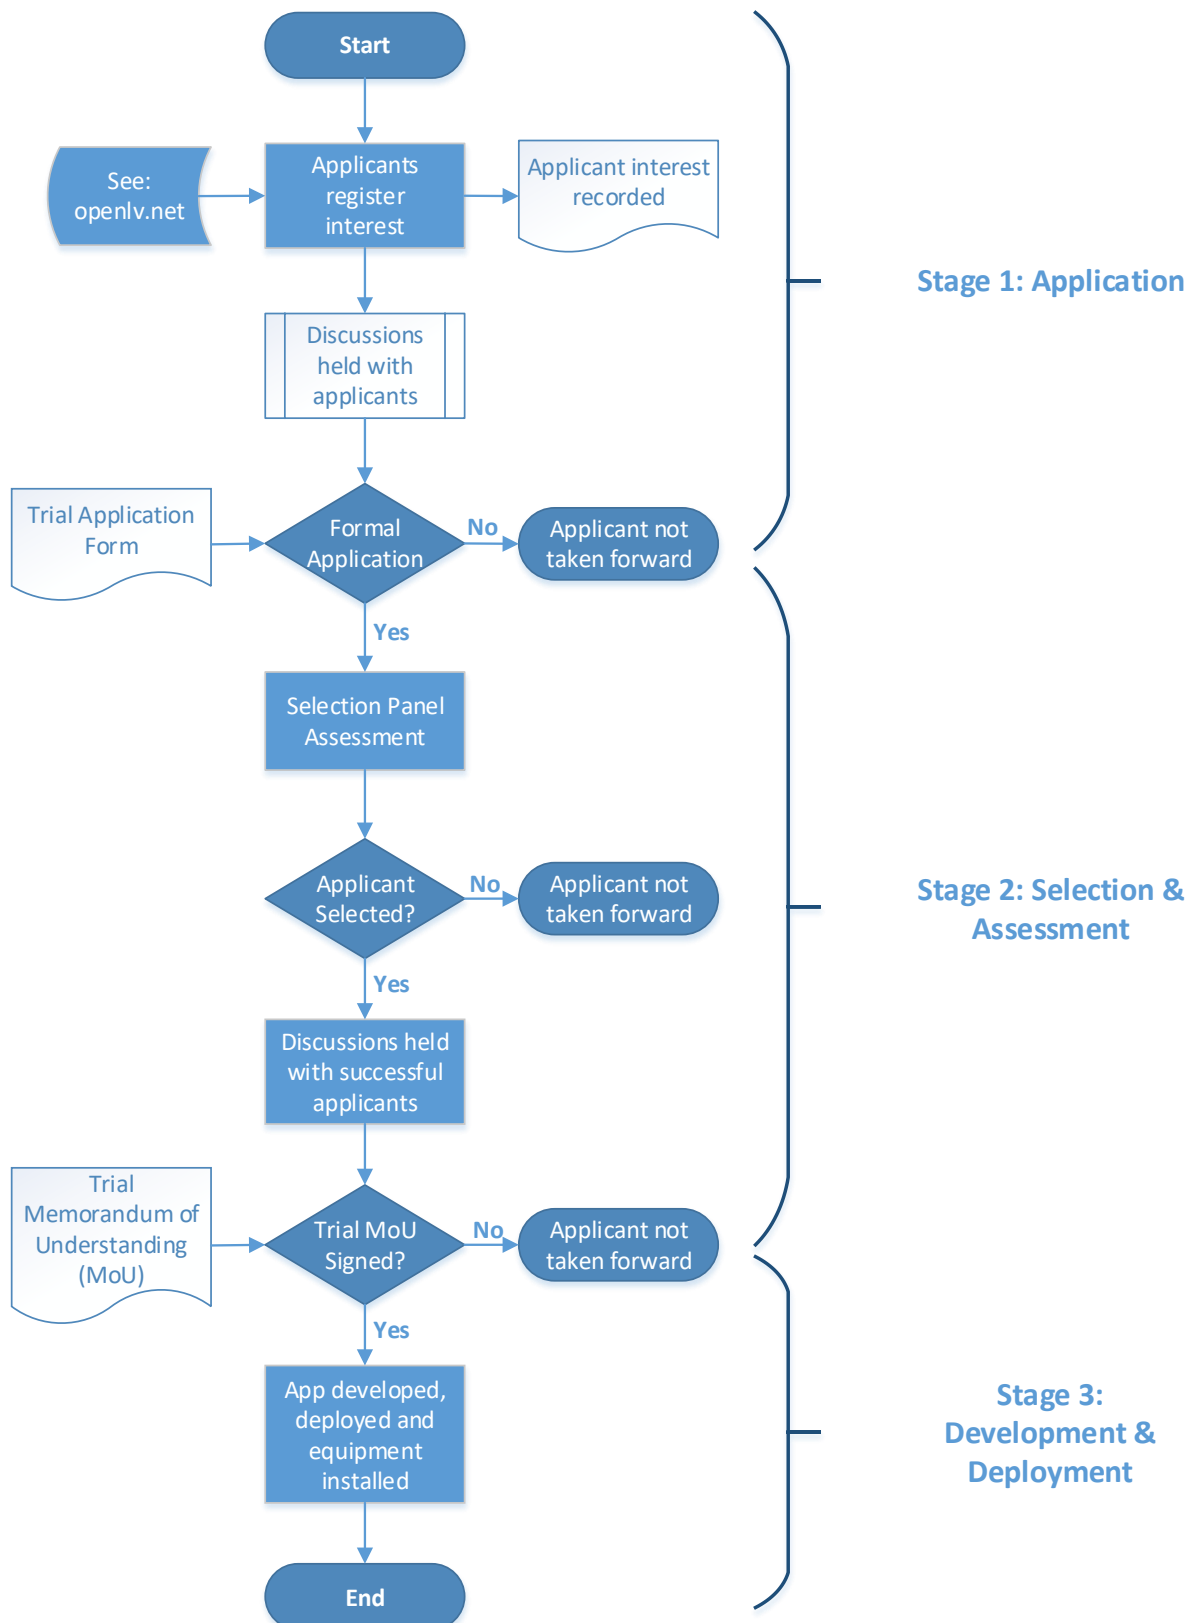 Start
See:
openlv.net
Applicants
register
interest
Applicant interest
recorded
Stage 1: Application
Discussions
held with
applicants
Trial Application
Form
Formal
Application
No
Applicant not
taken forward
Yes
Selection Panel
Assessment
Applicant
Selected?
No
Applicant not
taken forward
Stage 2: Selection &
Assessment
Yes
Discussions held
with successful
applicants
Trial
Memorandum of
Understanding
(MoU)
Trial MoU
Signed?
No
Applicant not
taken forward
Yes
App developed,
deployed and
equipment
installed
Stage 3:
Development &
Deployment
End